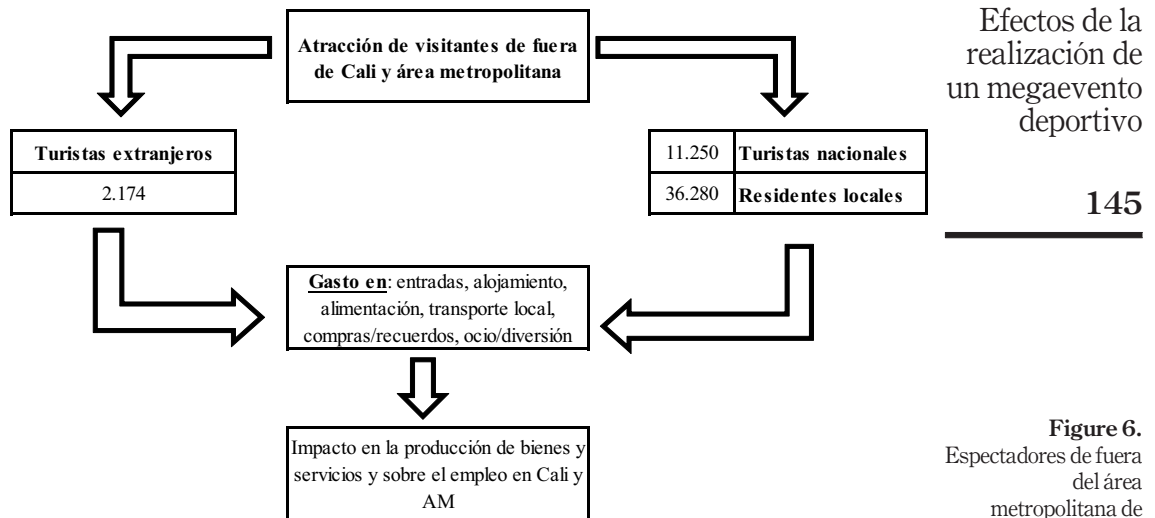 Atracción de visitantes de fuera
de Cali y área metropolitana
Turistas extranjeros
2.174
11.250 Turistas nacionales
36.280 Residentes locales
Gasto en: entradas, alojamiento,
alimentación, transporte local,
compras/recuerdos, ocio/diversión
Impacto en la producción de bienes y
servicios y sobre el empleo en Cali y
AM
Efectos de la
realización de
un megaevento
deportivo
145
Figure 6.
Espectadores de fuera
del área
metropolitana de